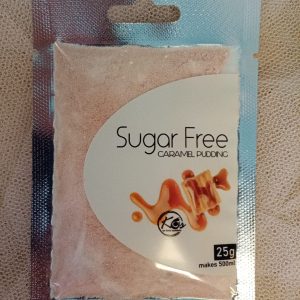 Sugar Free
CARAMEL PUDDING
25g
makes 500ml